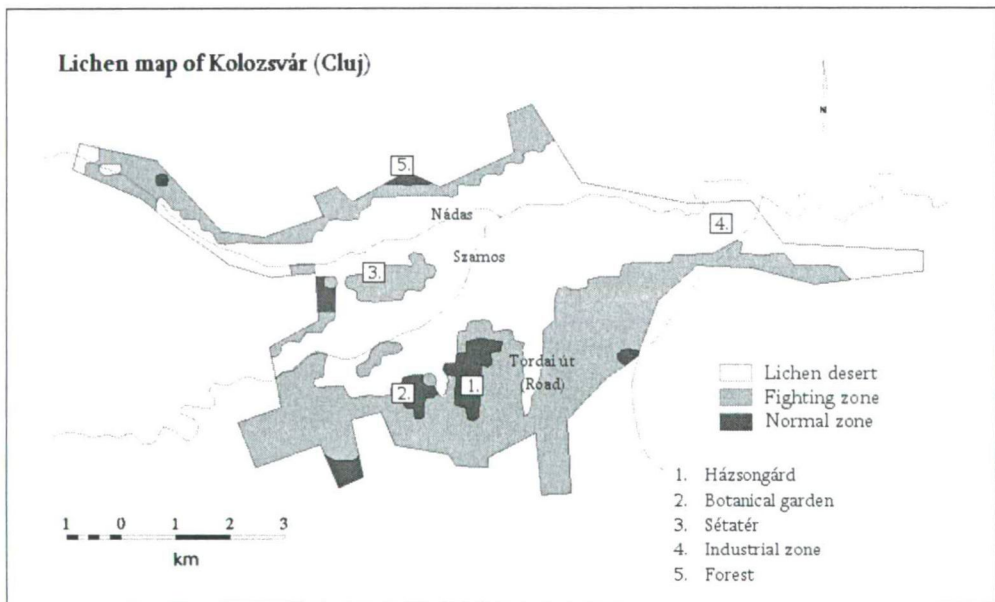 Lichen map of Kolozsvár (Cluj)
N
5.
4.
Nádas
Szamos
3.
Tordai út
(Road)
2.
1.
Lichen desert
Fighting zone
Normal zone
1. Házsongárd
2. Botanical garden
3. Sétatér
4. Industrial zone
5. Forest
1 0 1 2 3
km